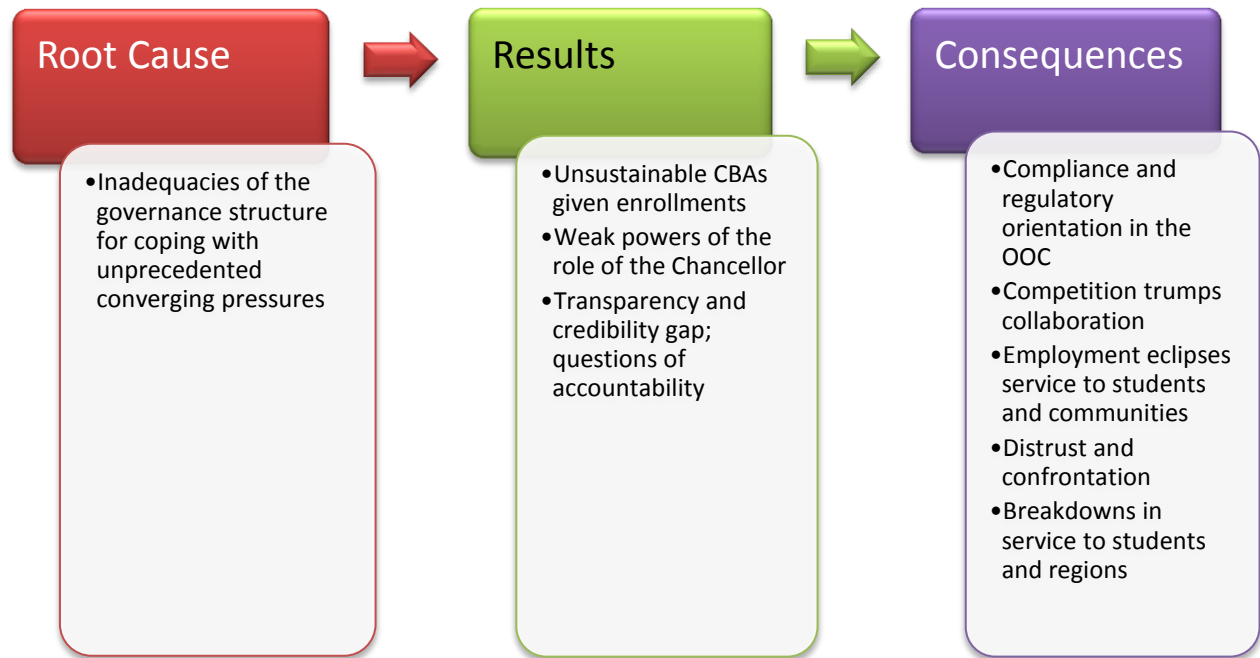 Root Cause
•Inadequacies of the
governance structure
for coping with
unprecedented
converging pressures
Results
•Unsustainable CBAs
given enrollments
•Weak powers of the
role of the Chancellor
•Transparency and
credibility gap;
questions of
accountability
Consequences
•Compliance and
regulatory
orientation in the
OOC
•Competition trumps
collaboration
•Employment eclipses
service to students
and communities
•Distrust and
confrontation
•Breakdowns in
service to students
and regions